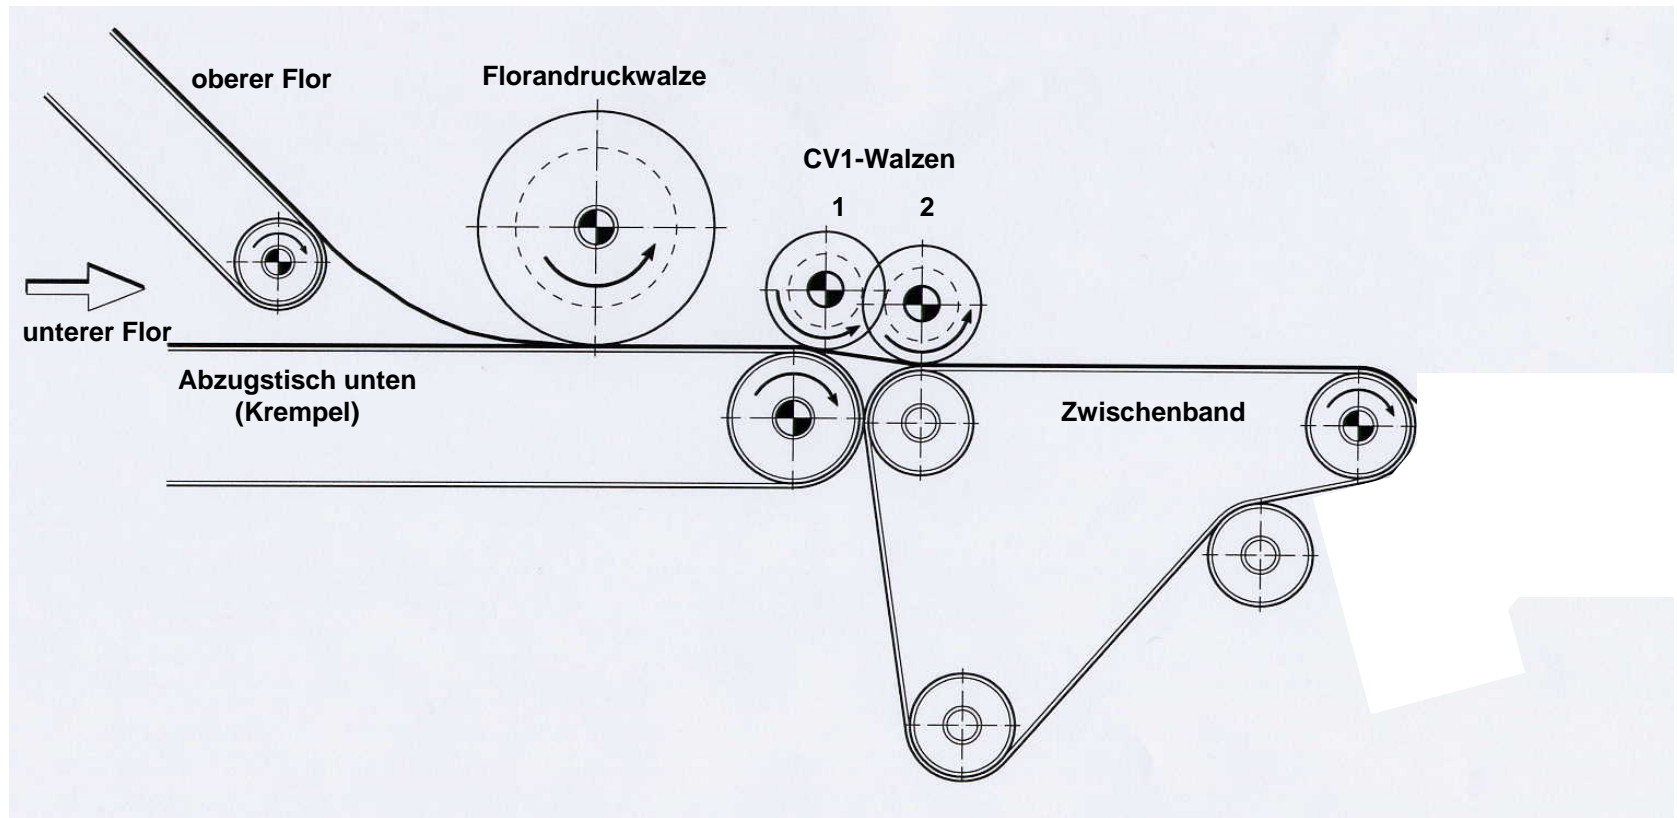 oberer Flor
Florandruckwalze
CV1-Walzen
1 2
unterer Flor
Abzugstisch unten
(Krempel)
Zwischenband